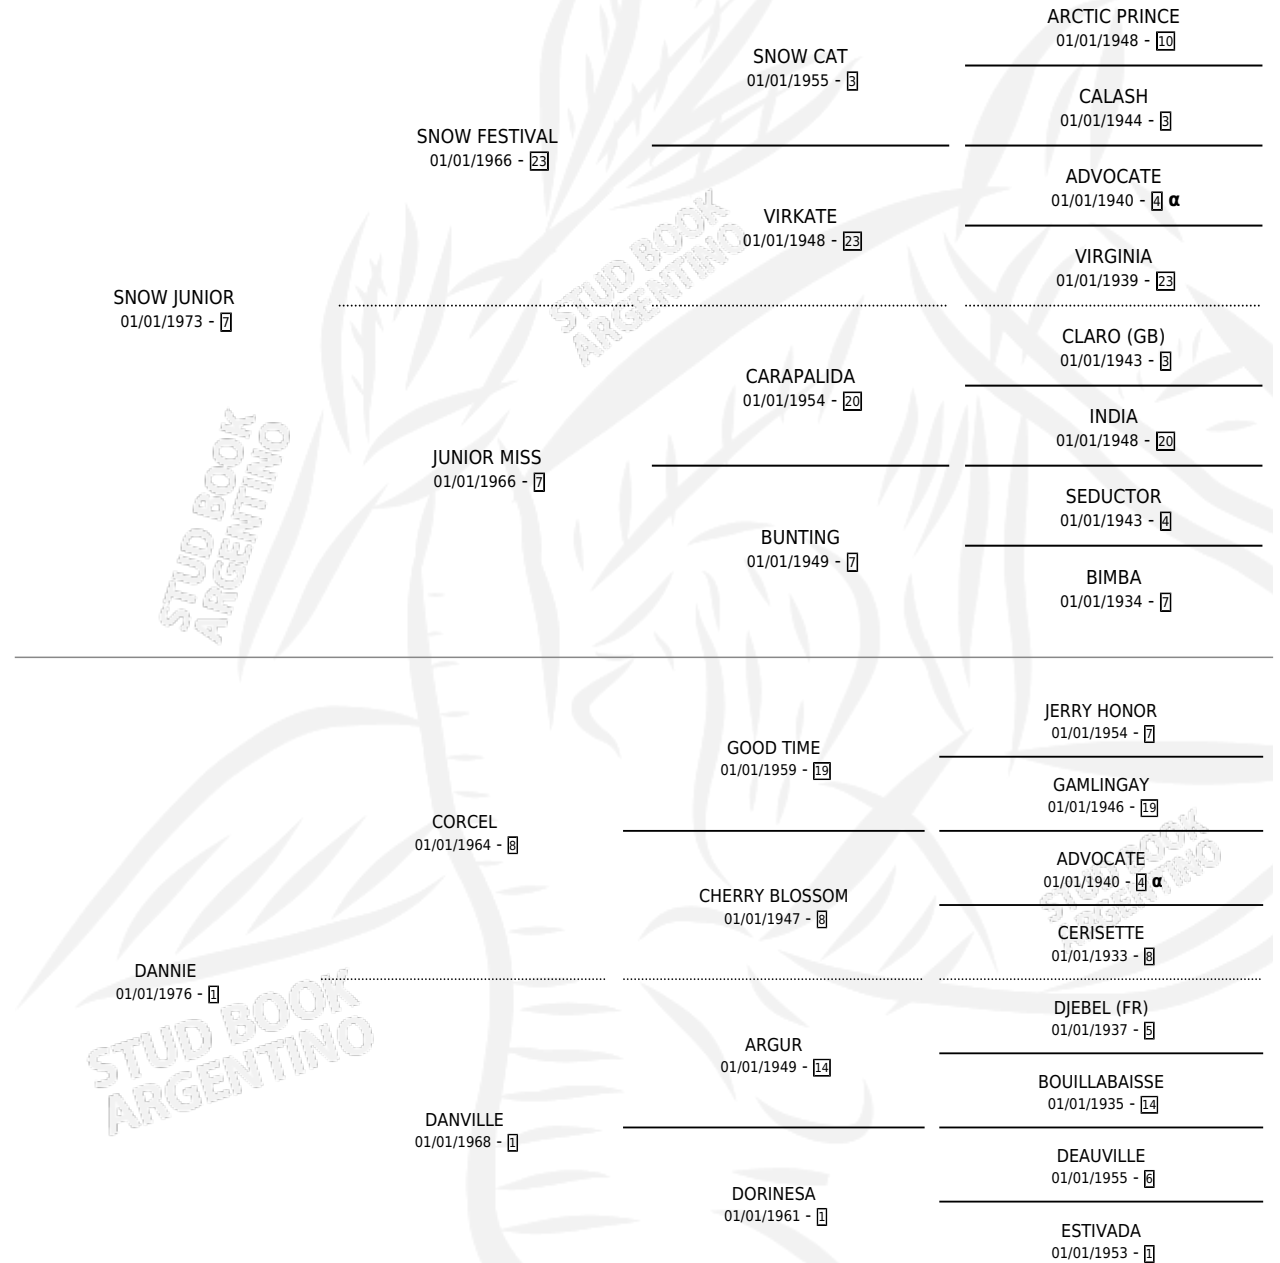 ARCTIC PRINCE
01/01/1948 - 10
SNOW CAT
01/01/1955 - 3
CALASH
01/01/1944 - 3
SNOW FESTIVAL
01/01/1966 - 23
ADVOCATE
01/01/1940 - 4 α
VIRKATE
01/01/1948 - 23
VIRGINIA
01/01/1939 - 23
SNOW JUNIOR
01/01/1973 - 7
CLARO (GB)
01/01/1943 - 3
CARAPALIDA
01/01/1954 - 20
INDIA
01/01/1948 - 20
JUNIOR MISS
01/01/1966 - 7
SEDUCTOR
01/01/1943 - 4
BUNTING
01/01/1949 - 7
BIMBA
01/01/1934 - 7
STUD BOOK
ARGENTINO
STUD BOOK
ARGENTINO
JERRY HONOR
01/01/1954 - 7
GOOD TIME
01/01/1959 - 19
GAMLINGAY
01/01/1946 - 19
CORCEL
01/01/1964 - 8
ADVOCATE
01/01/1940 - 4 α
CHERRY BLOSSOM
01/01/1947 - 8
CERISETTE
01/01/1933 - 8
DANNIE
01/01/1976 - 1
DJEBEL (FR)
01/01/1937 - 5
ARGUR
01/01/1949 - 14
BOUILLABAISSE
01/01/1935 - 14
DANVILLE
01/01/1968 - 1
DEAUVILLE
01/01/1955 - 6
DORINESA
01/01/1961 - 1
ESTIVADA
01/01/1953 - 1
STUD BOOK
ARGENTINO
STUD BOOK
ARGENTINO